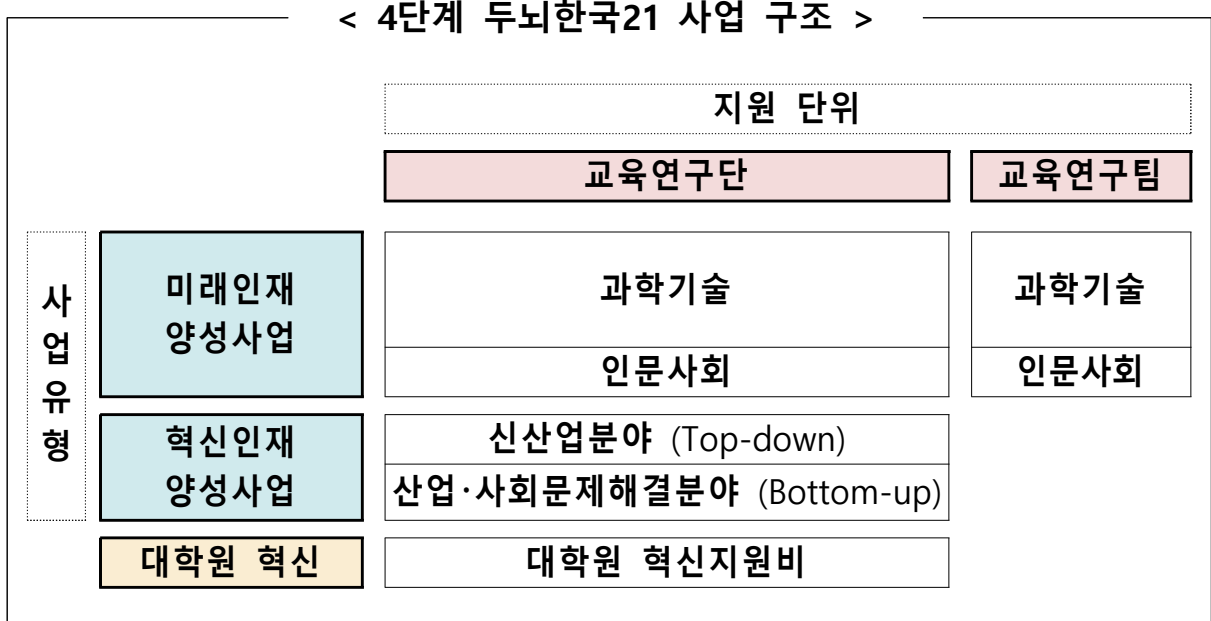 < 4단계 두뇌한국21 사업 구조 >
지원 단위
교육연구단
교육연구팀
사업유형
미래인재
양성사업
과학기술
과학기술
인문사회
인문사회
혁신인재
양성사업
신산업분야 (Top-down)
산업·사회문제해결분야 (Bottom-up)
대학원 혁신
대학원 혁신지원비